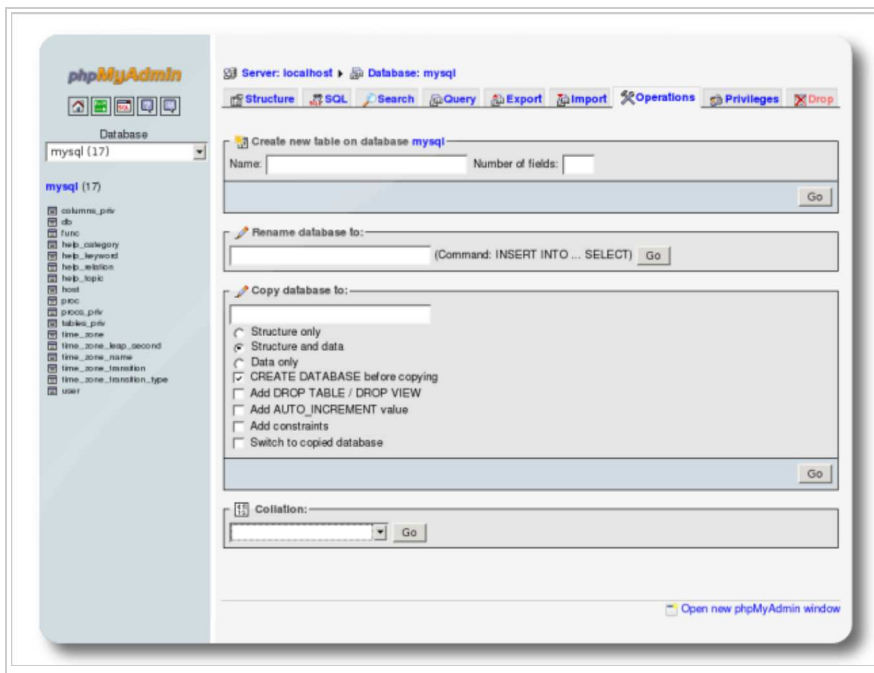 phpMyAdmin
Database
mysql (17)
mysql (17)
columns_priv
db
func
help_category
help_keyword
help_relation
help_topic
host
proc
procs_priv
tables_priv
time_zone
time_zone_leap_second
time_zone_name
time_zone_transition
time_zone_transition_type
user
Server: localhost Database: mysql
Structure SQL Search Query Export Import Operations Privileges Drop
Create new table on database mysql
Name: Number of fields:
Go
Rename database to:
(Command: INSERT INTO ... SELECT) Go
Copy database to:
Structure only
Structure and data
Data only
CREATE DATABASE before copying
Add DROP TABLE / DROP VIEW
Add AUTO_INCREMENT value
Add constraints
Switch to copied database
Go
Collation:
Go
Open new phpMyAdmin window